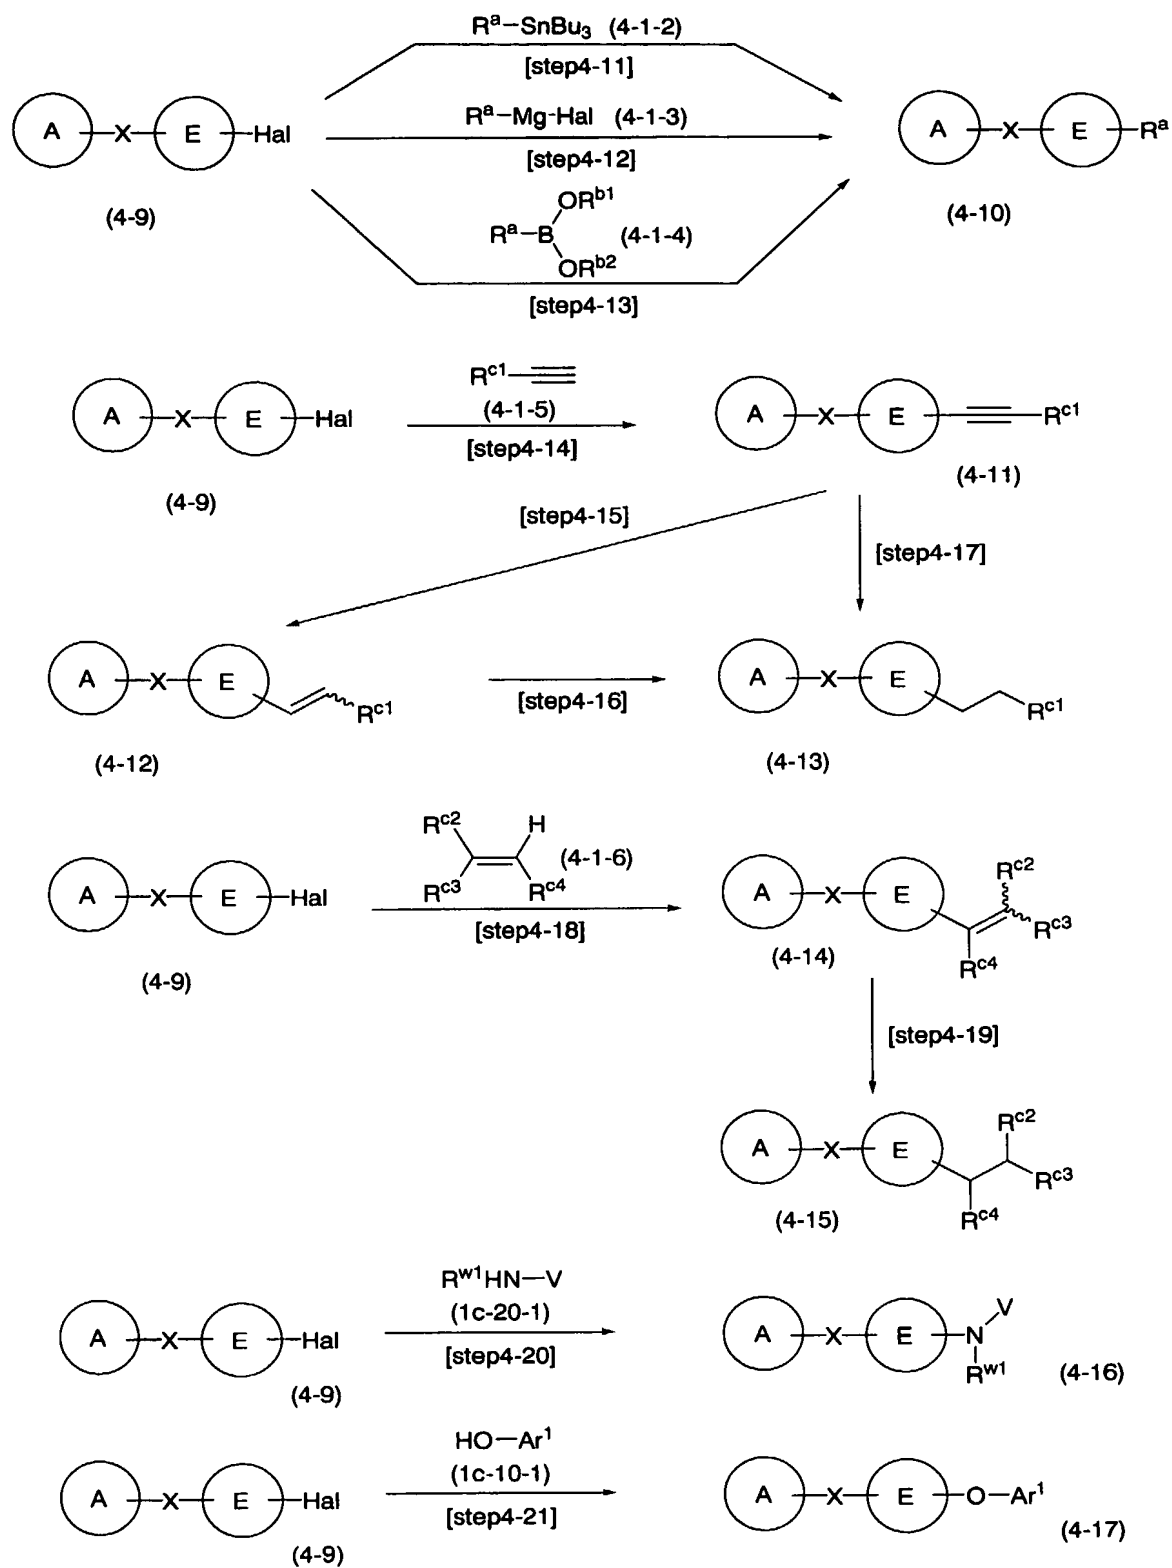 Rᵃ–SnBu₃ (4-1-2)
[step4-11]
A X E Hal
Rᵃ–Mg-Hal (4-1-3)
A X E Rᵃ
[step4-12]
(4-9)
(4-10)
ORᵇ¹
Rᵃ–B (4-1-4)
ORᵇ²
[step4-13]
Rᶜ¹
A X E Hal
(4-1-5)
A X E Rᶜ¹
[step4-14]
(4-9)
(4-11)
[step4-15]
[step4-17]
A X E Rᶜ¹
[step4-16]
A X E Rᶜ¹
(4-12)
(4-13)
Rᶜ² H
(4-1-6)
Rᶜ³ Rᶜ⁴
A X E Hal
[step4-18]
A X E Rᶜ²
Rᶜ³
Rᶜ⁴
(4-9)
(4-14)
[step4-19]
A X E Rᶜ²
Rᶜ³
Rᶜ⁴
(4-15)
Rʷ¹HN–V
(1c-20-1)
A X E Hal
[step4-20]
A X E N V
Rʷ¹
(4-9)
(4-16)
HO–Ar¹
(1c-10-1)
A X E Hal
[step4-21]
A X E O–Ar¹
(4-9)
(4-17)